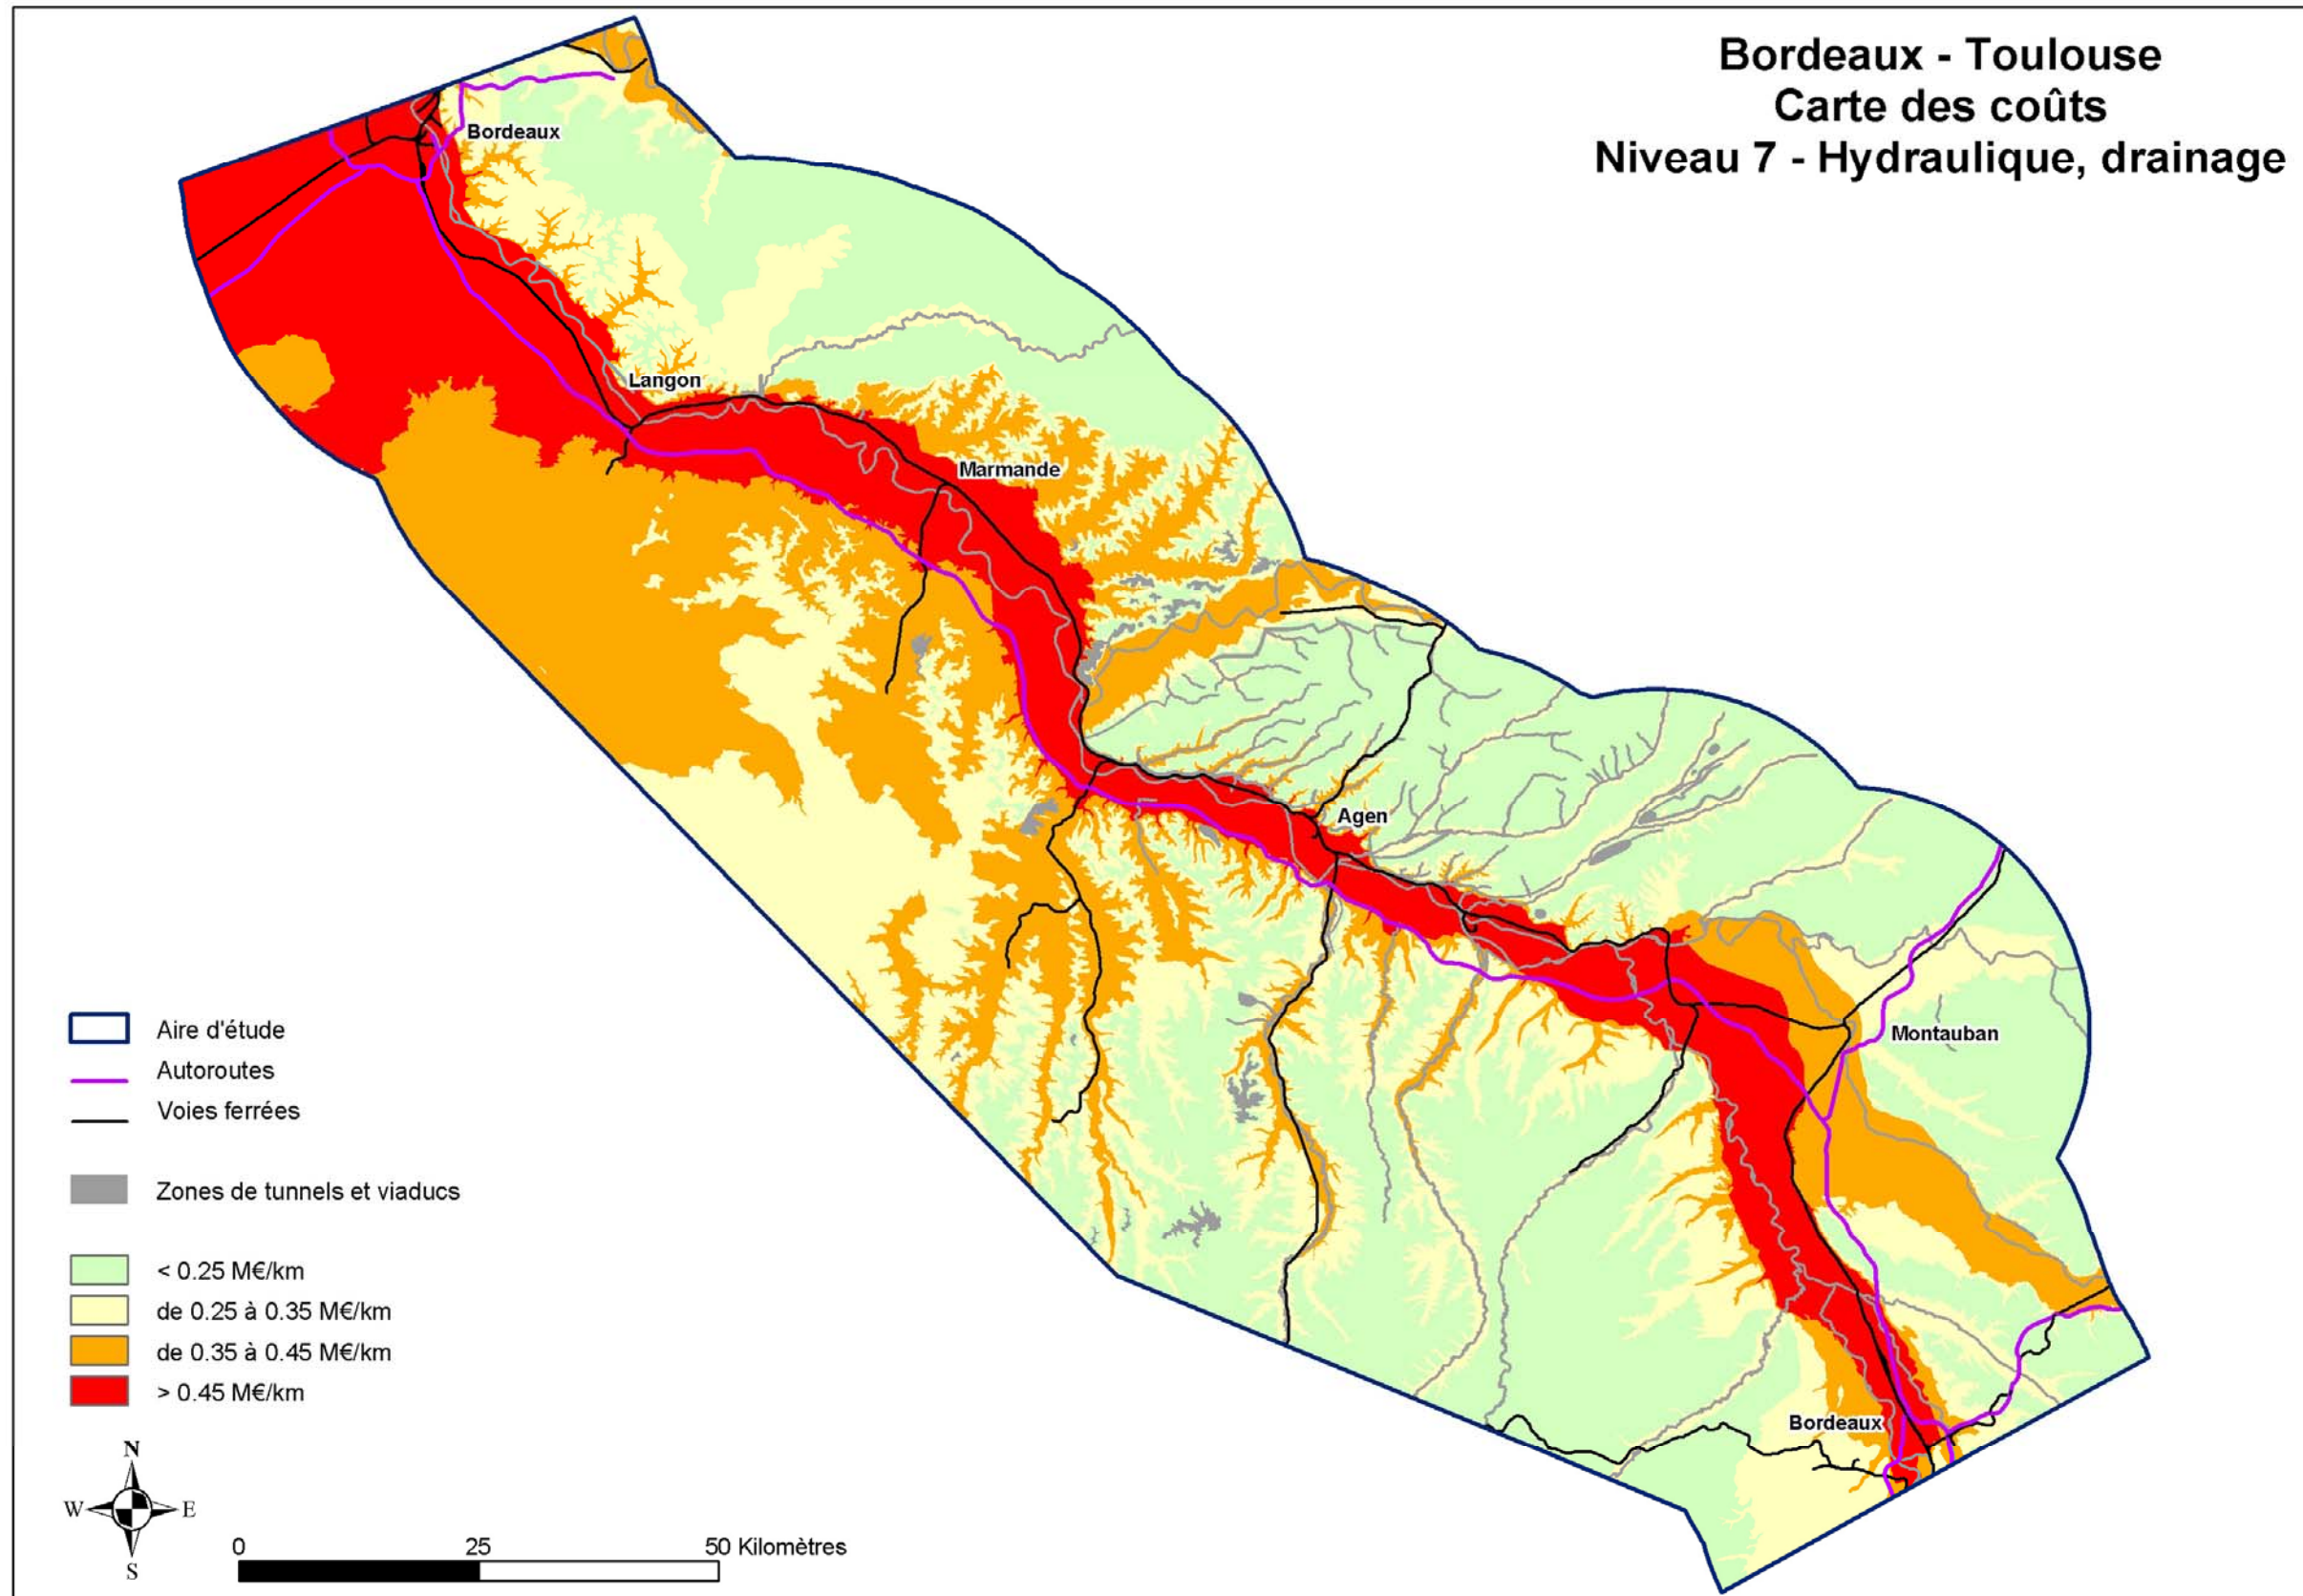 Bordeaux - Toulouse
Carte des coûts
Niveau 7 - Hydraulique, drainage
Bordeaux
Langon
Marmande
Agen
Montauban
Bordeaux
Aire d'étude
Autoroutes
Voies ferrées
Zones de tunnels et viaducs
< 0.25 M€/km
de 0.25 à 0.35 M€/km
de 0.35 à 0.45 M€/km
> 0.45 M€/km
N
W E
S
0 25 50 Kilomètres